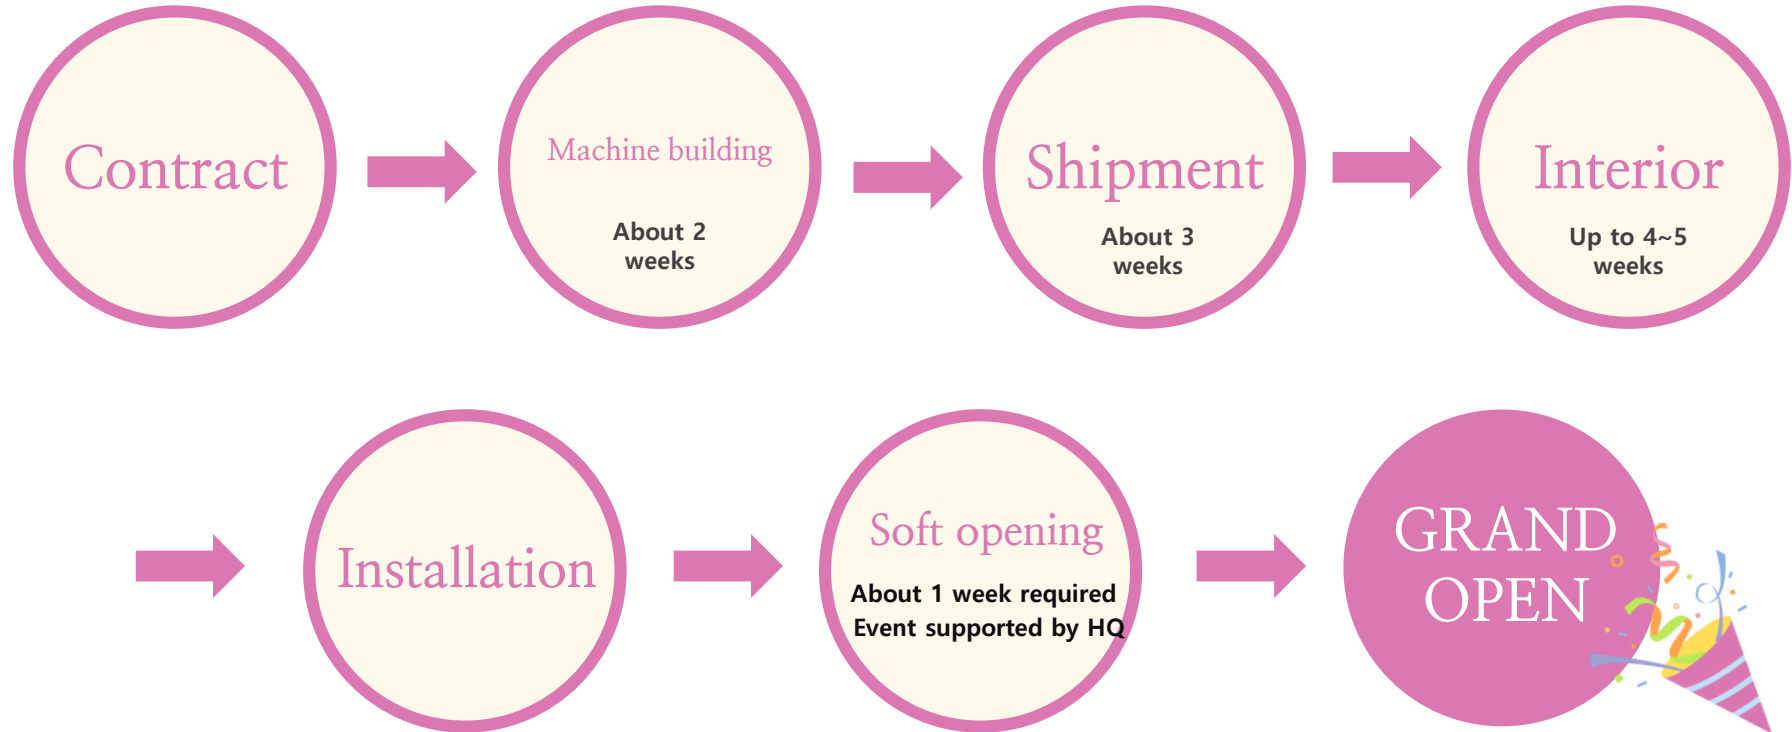 Contract
Machine building
About 2
weeks
Shipment
About 3
weeks
Interior
Up to 4~5
weeks
Installation
Soft opening
About 1 week required
Event supported by HQ
GRAND
OPEN